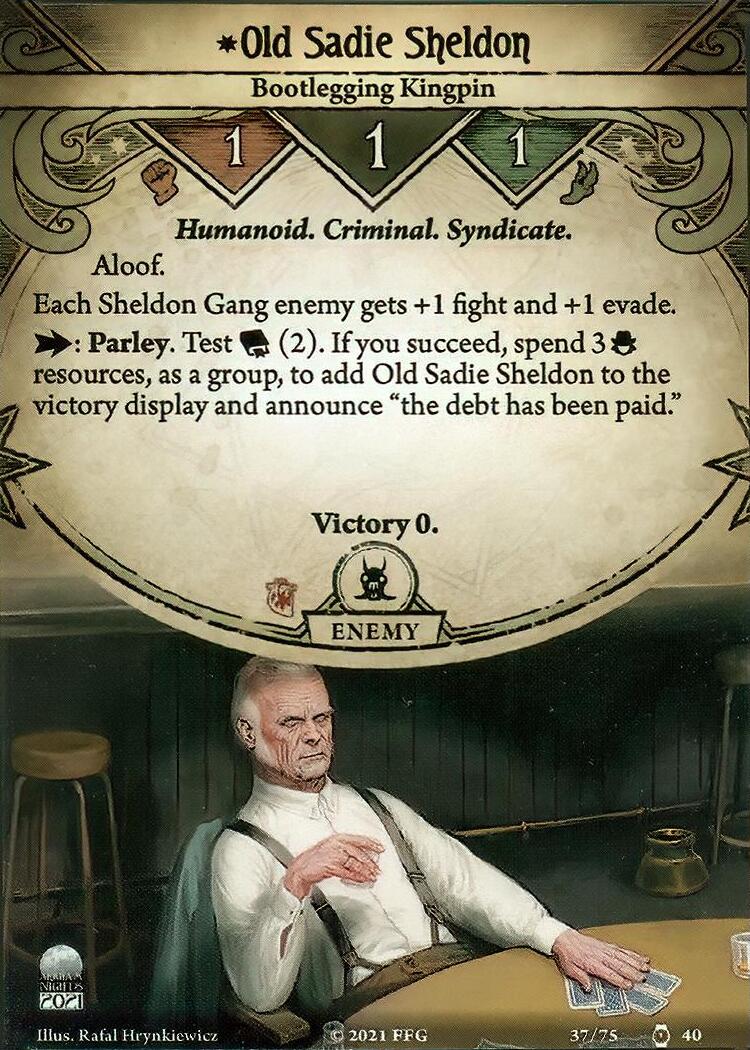 Old Sadie Sheldon
Bootlegging Kingpin
1 1 1
Humanoid. Criminal. Syndicate.
Aloof.
Each Sheldon Gang enemy gets +1 fight and +1 evade.
: Parley. Test (2). If you succeed, spend 3
resources, as a group, to add Old Sadie Sheldon to the
victory display and announce “the debt has been paid.”
Victory 0.
ENEMY
ARKHAM
NIGHTS
2021
Illus. Rafał Hrynkiewicz © 2021 FFG 37/75 40